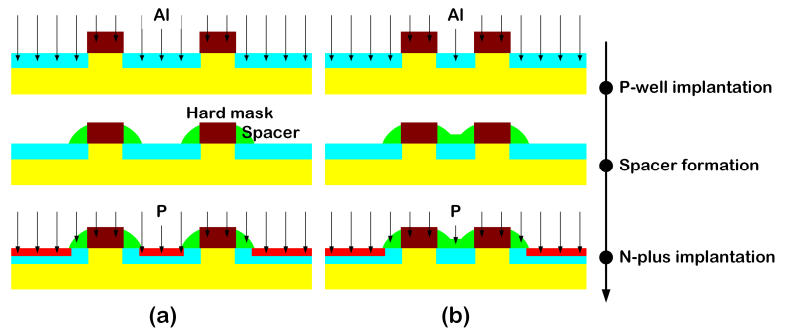 Al
Al
P-well implantation
Hard mask
Spacer
Spacer formation
P
P
N-plus implantation
(a)
(b)